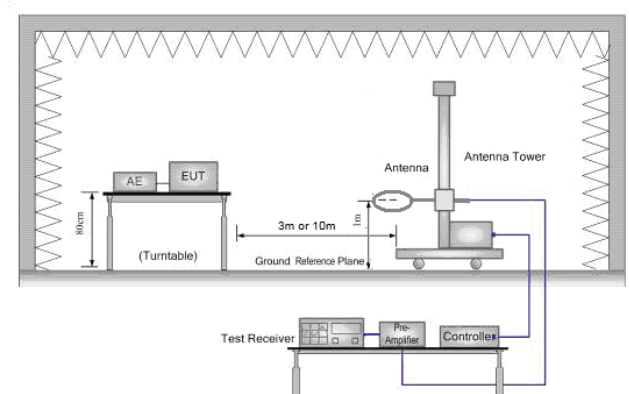 AE
EUT
Antenna
Antenna Tower
80cm
1m
3m or 10m
(Turntable)
Ground Reference Plane
Test Receiver
Pre-
Amplifier
Controller